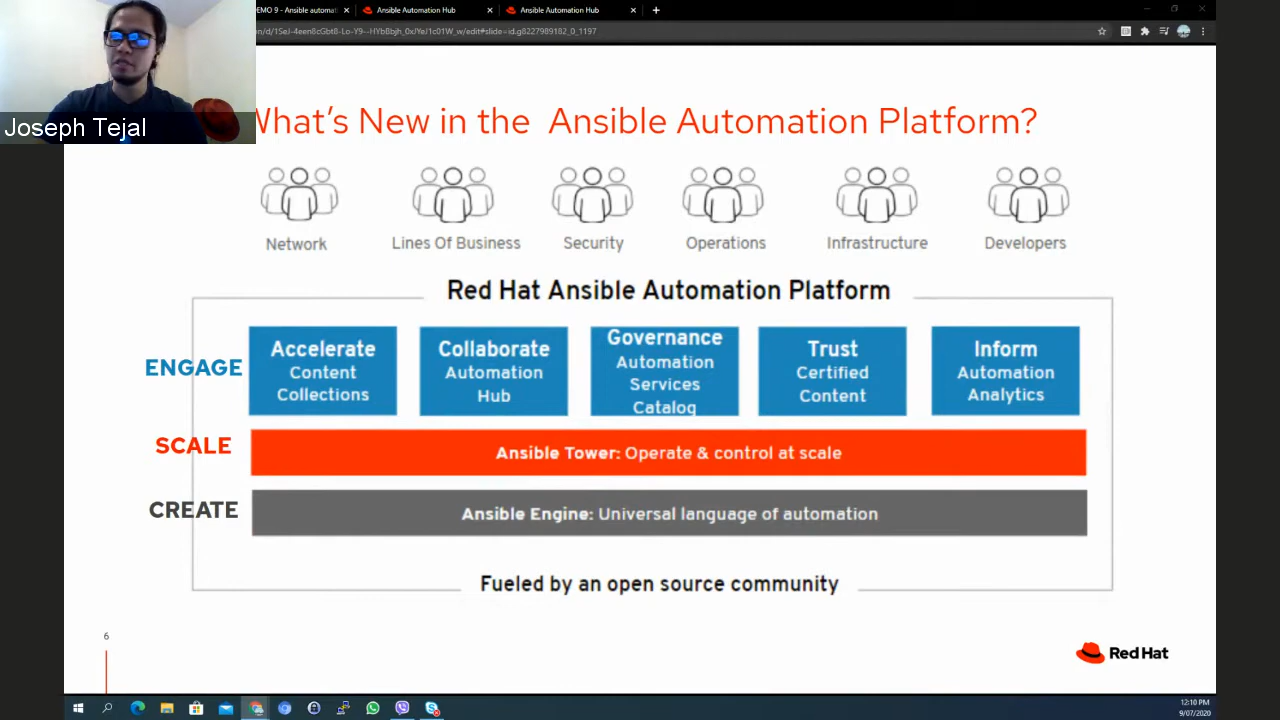 DEMO 9 - Ansible automat
Ansible Automation Hub
Ansible Automation Hub
Joseph Tejal
What's New in the Ansible Automation Platform?
Network
Lines Of Business
Security
Operations
Infrastructure
Developers
Red Hat Ansible Automation Platform
ENGAGE
Accelerate
Content
Collections
Collaborate
Automation
Hub
Governance
Automation
Services
Catalog
Trust
Certified
Content
Inform
Automation
Analytics
SCALE
Ansible Tower: Operate & control at scale
CREATE
Ansible Engine: Universal language of automation
Fueled by an open source community
6
Red Hat
12:10 PM
9/07/2020